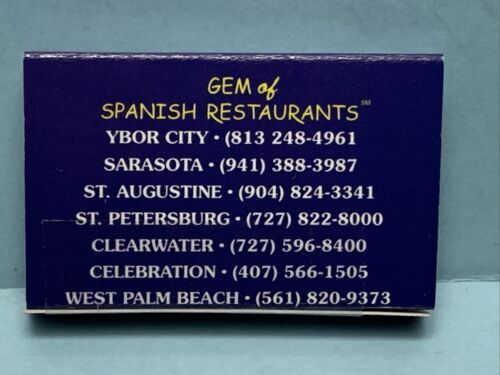 GEM of
SPANISH RESTAURANTS℠
YBOR CITY • (813 248-4961
SARASOTA • (941) 388-3987
ST. AUGUSTINE • (904) 824-3341
ST. PETERSBURG • (727) 822-8000
CLEARWATER • (727) 596-8400
CELEBRATION • (407) 566-1505
WEST PALM BEACH • (561) 820-9373